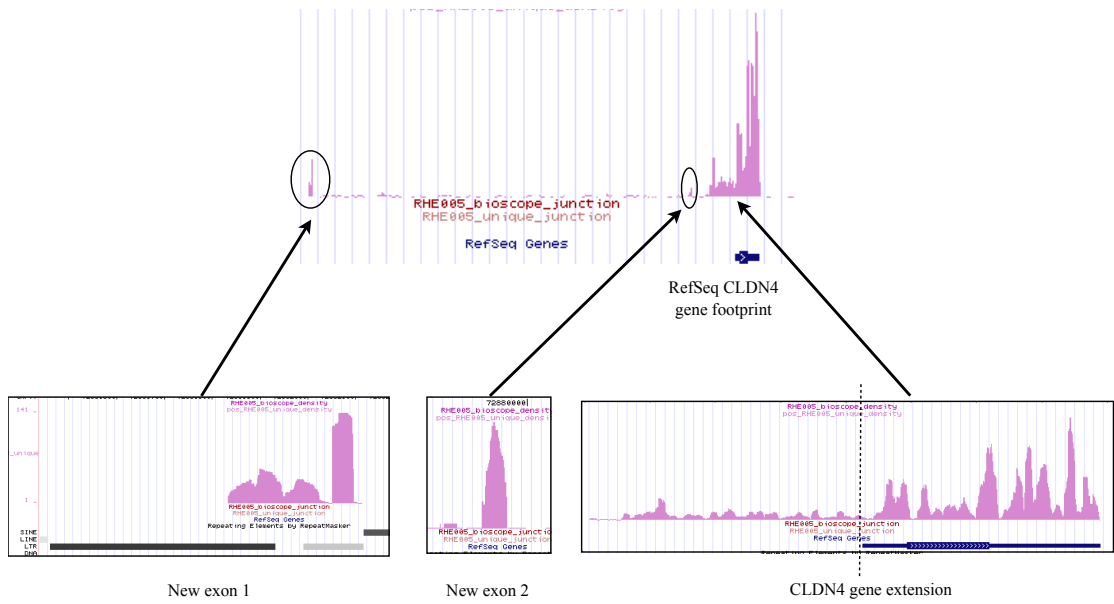 RHE005_bioscope_junction
RHE005_unique_junction
RefSeq Genes
RefSeq CLDN4
gene footprint
RHE005_bioscope_density
pos_RHE005_unique_density
141
_unique
1
RHE005_bioscope_junction
RHE005_unique_junction
RefSeq Genes
Repeating Elements by RepeatMasker
SINE
LINE
LTR
DNA
New exon 1
72880000|
RHE005_bioscope_density
pos_RHE005_unique_densi
RHE005_bioscope_junction
RHE005_unique_junction
RefSeq Genes
New exon 2
RHE005_bioscope_density
pos_RHE005_unique_density
RHE005_bioscope_junction
RHE005_unique_junction
RefSeq Genes
CLDN4 gene extension